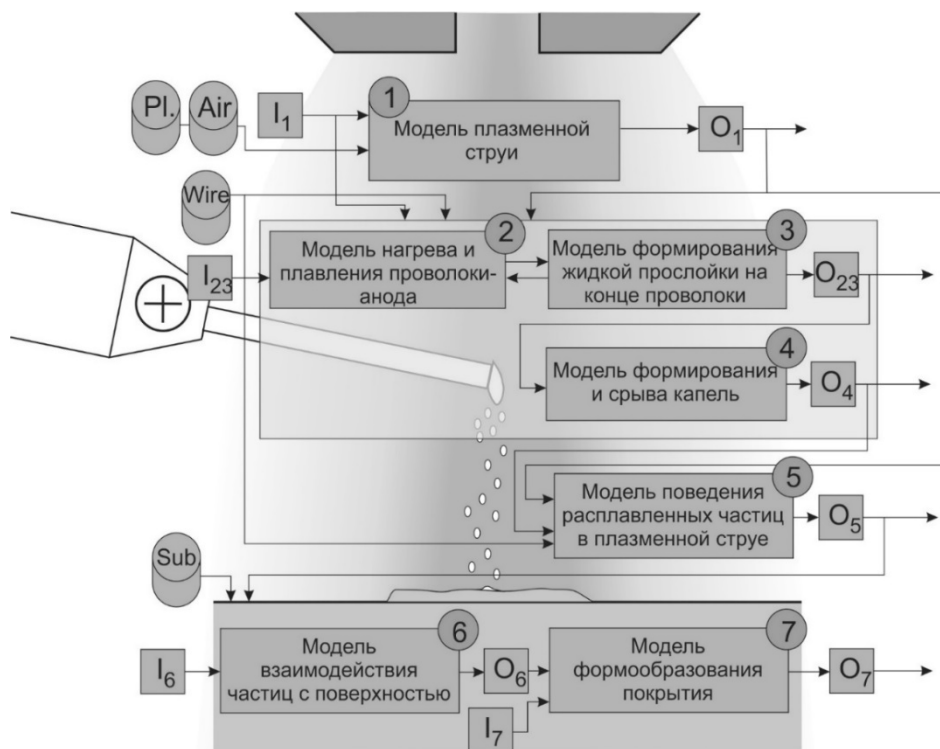 Pl.
Air
I1
1
Модель плазменной
струи
O1
Wire
2
Модель нагрева и
плавления проволоки-
анода
I23
3
Модель формирования
жидкой прослойки на
конце проволоки
O23
4
Модель формирования
и срыва капель
O4
5
Модель поведения
расплавленных частиц
в плазменной струе
O5
Sub.
6
Модель
взаимодействия
частиц с поверхностью
I6
O6
7
Модель
формообразования
покрытия
I7
O7